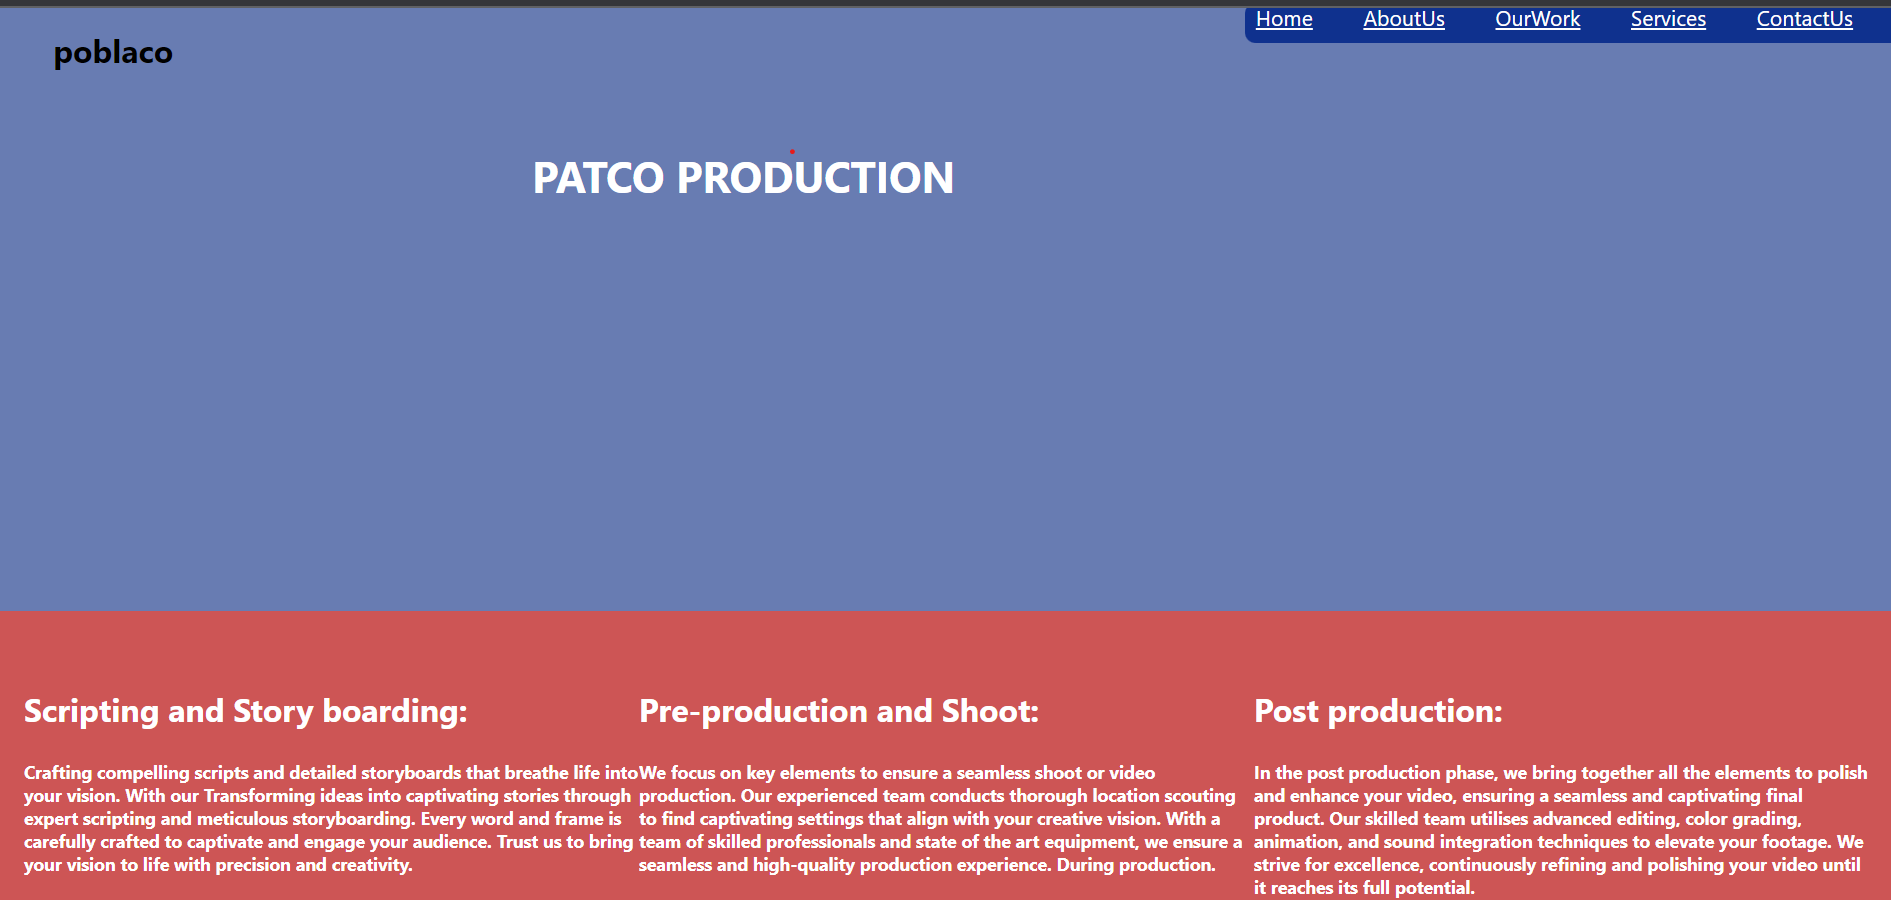 Home AboutUs OurWork Services ContactUs
poblaco
PATCO PRODUCTION
Scripting and Story boarding:
Crafting compelling scripts and detailed storyboards that breathe life into
your vision. With our Transforming ideas into captivating stories through
expert scripting and meticulous storyboarding. Every word and frame is
carefully crafted to captivate and engage your audience. Trust us to bring
your vision to life with precision and creativity.
Pre-production and Shoot:
We focus on key elements to ensure a seamless shoot or video
production. Our experienced team conducts thorough location scouting
to find captivating settings that align with your creative vision. With a
team of skilled professionals and state of the art equipment, we ensure a
seamless and high-quality production experience. During production.
Post production:
In the post production phase, we bring together all the elements to polish
and enhance your video, ensuring a seamless and captivating final
product. Our skilled team utilises advanced editing, color grading,
animation, and sound integration techniques to elevate your footage. We
strive for excellence, continuously refining and polishing your video until
it reaches its full potential.